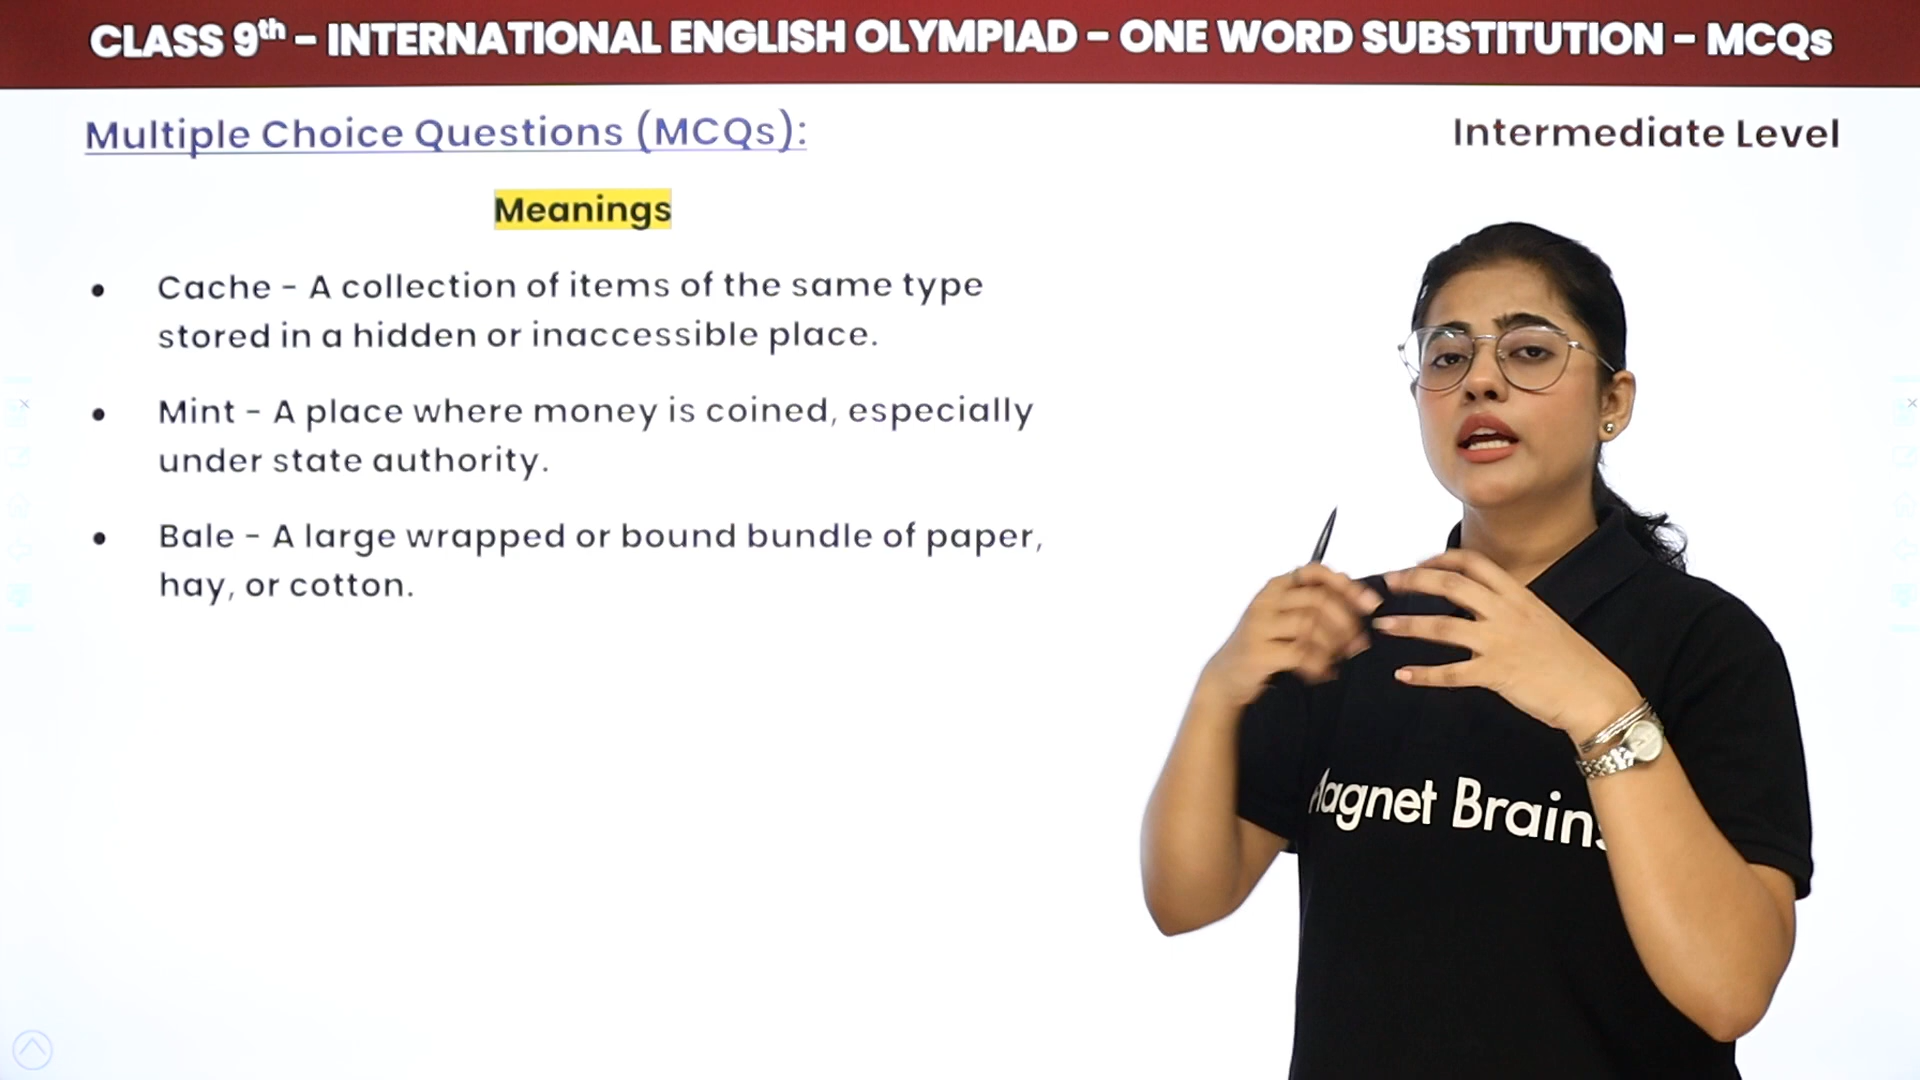 CLASS 9th – INTERNATIONAL ENGLISH OLYMPIAD – ONE WORD SUBSTITUTION – MCQs
Multiple Choice Questions (MCQs):
Intermediate Level
Meanings
• Cache - A collection of items of the same type
stored in a hidden or inaccessible place.
• Mint - A place where money is coined, especially
under state authority.
• Bale - A large wrapped or bound bundle of paper,
hay, or cotton.
Magnet Brains